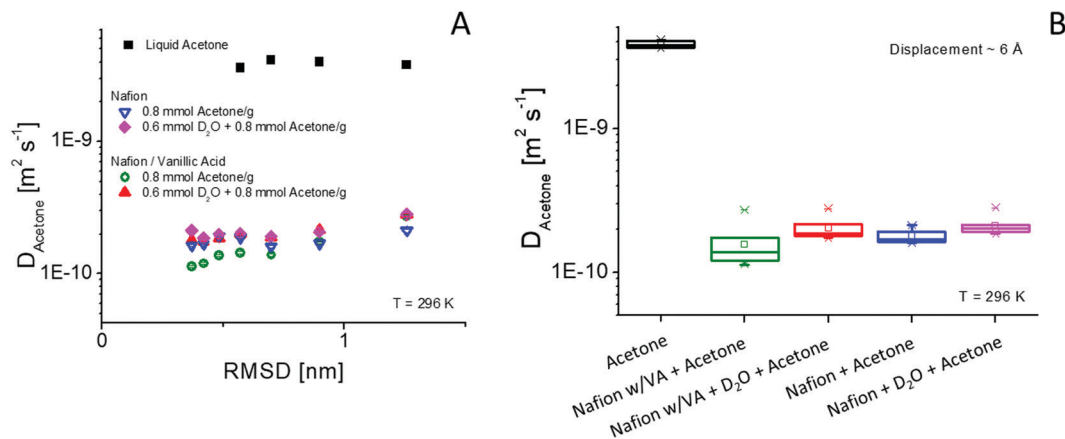 A
Liquid Acetone
Nafion
0.8 mmol Acetone/g
0.6 mmol D₂O + 0.8 mmol Acetone/g
Nafion / Vanillic Acid
0.8 mmol Acetone/g
0.6 mmol D₂O + 0.8 mmol Acetone/g
D_Acetone [m² s⁻¹]
1E-9
1E-10
T = 296 K
0
1
RMSD [nm]
B
Displacement ~ 6 Å
D_Acetone [m² s⁻¹]
1E-9
1E-10
T = 296 K
Acetone
Nafion w/VA + Acetone
Nafion w/VA + D₂O + Acetone
Nafion + Acetone
Nafion + D₂O + Acetone